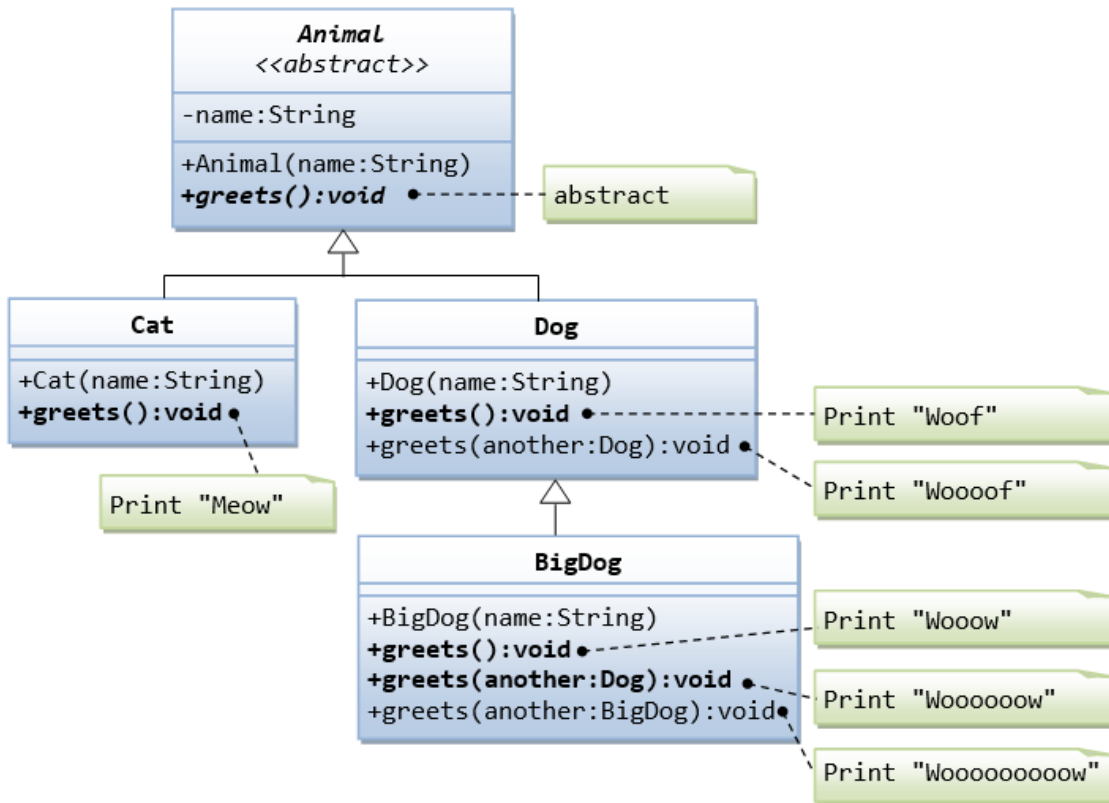 Animal
<<abstract>>
-name:String
+Animal(name:String)
+greets():void
abstract
Cat
+Cat(name:String)
+greets():void
Print "Meow"
Dog
+Dog(name:String)
+greets():void
+greets(another:Dog):void
Print "Woof"
Print "Woooof"
BigDog
+BigDog(name:String)
+greets():void
+greets(another:Dog):void
+greets(another:BigDog):void
Print "Wooow"
Print "Woooooow"
Print "Wooooooooow"